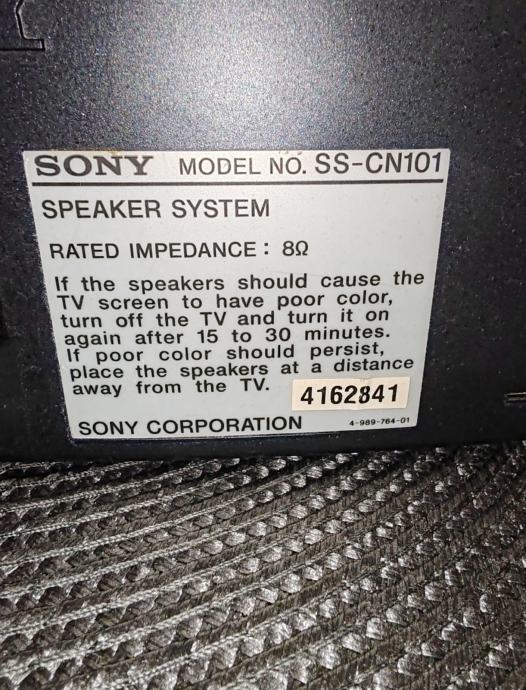 SONY MODEL NO. SS-CN101
SPEAKER SYSTEM
RATED IMPEDANCE : 8Ω
If the speakers should cause the
TV screen to have poor color,
turn off the TV and turn it on
again after 15 to 30 minutes.
If poor color should persist,
place the speakers at a distance
away from the TV.
4162841
SONY CORPORATION 4-989-764-01